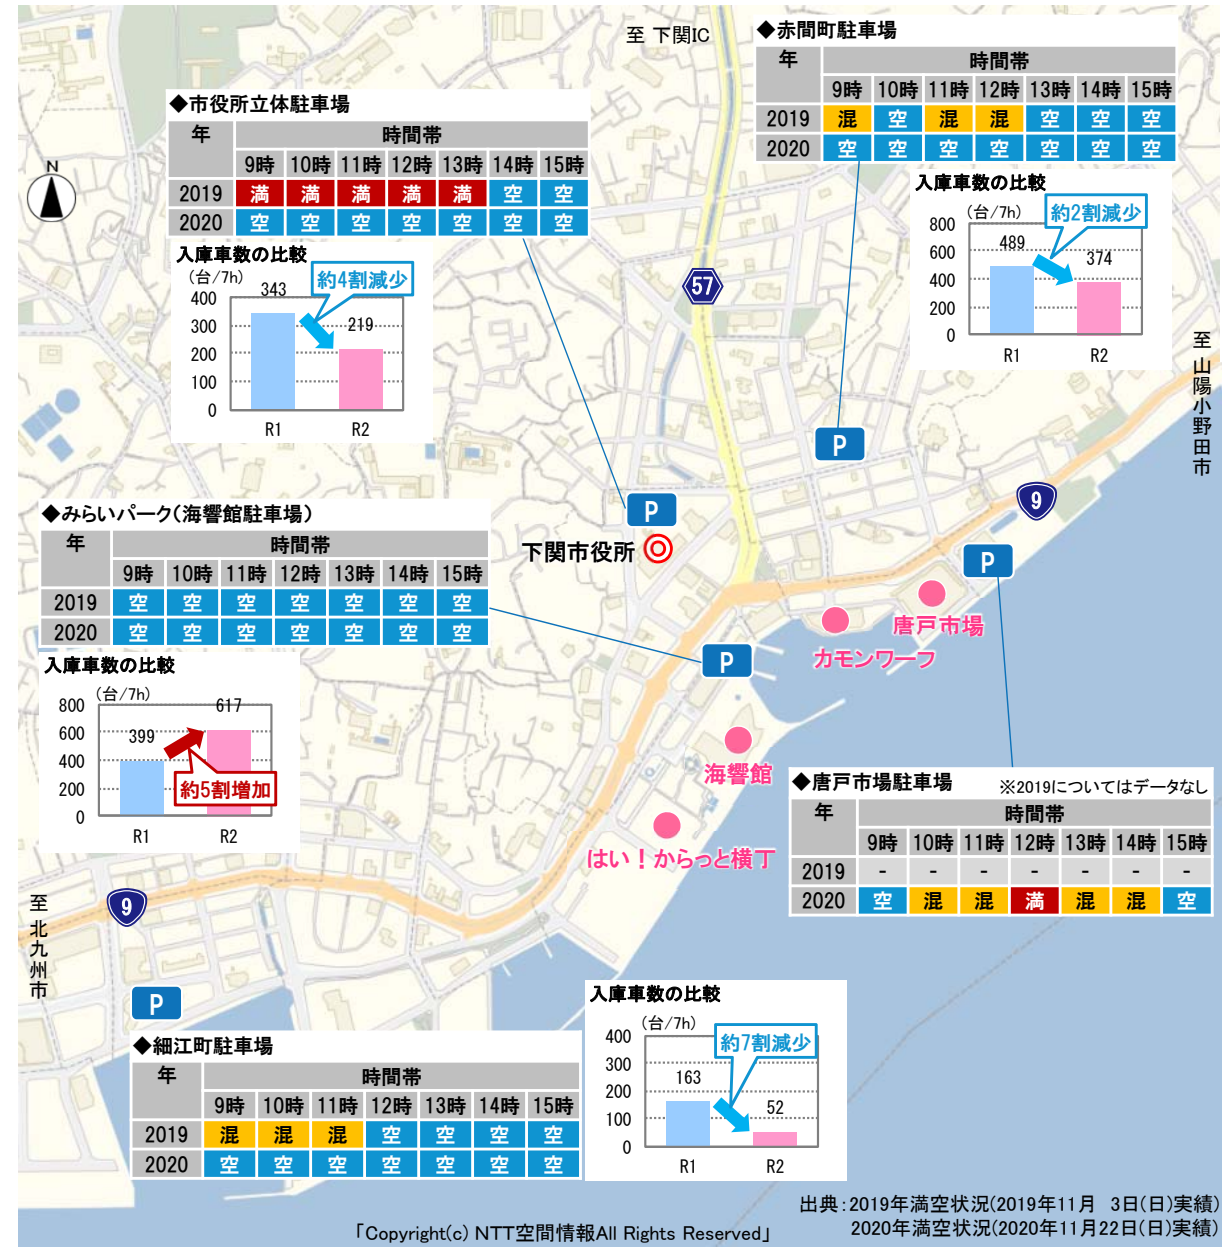 至 下関IC
◆赤間町駐車場
年 時間帯
9時 10時 11時 12時 13時 14時 15時
2019 混 空 混 混 空 空 空
2020 空 空 空 空 空 空 空
入庫車数の比較
(台/7h)
約2割減少
800
600
400
200
0
489
374
R1 R2
◆市役所立体駐車場
年 時間帯
9時 10時 11時 12時 13時 14時 15時
2019 満 満 満 満 満 空 空
2020 空 空 空 空 空 空 空
入庫車数の比較
(台/7h)
約4割減少
400
300
200
100
0
343
219
R1 R2
N
57
至 山陽小野田市
P
P
9
下関市役所
P
◆みらいパーク(海響館駐車場)
年 時間帯
9時 10時 11時 12時 13時 14時 15時
2019 空 空 空 空 空 空 空
2020 空 空 空 空 空 空 空
入庫車数の比較
(台/7h)
800
600
400
200
0
399
617
約5割増加
R1 R2
唐戸市場
カモンワーフ
P
海響館
はい!からっと横丁
◆唐戸市場駐車場 ※2019についてはデータなし
年 時間帯
9時 10時 11時 12時 13時 14時 15時
2019 - - - - - - -
2020 空 混 混 満 混 混 空
至 北九州市
9
P
◆細江町駐車場
年 時間帯
9時 10時 11時 12時 13時 14時 15時
2019 混 混 混 空 空 空 空
2020 空 空 空 空 空 空 空
入庫車数の比較
(台/7h)
約7割減少
400
300
200
100
0
163
52
R1 R2
出典:2019年満空状況(2019年11月 3日(日)実績)
2020年満空状況(2020年11月22日(日)実績)
「Copyright(c) NTT空間情報All Rights Reserved」